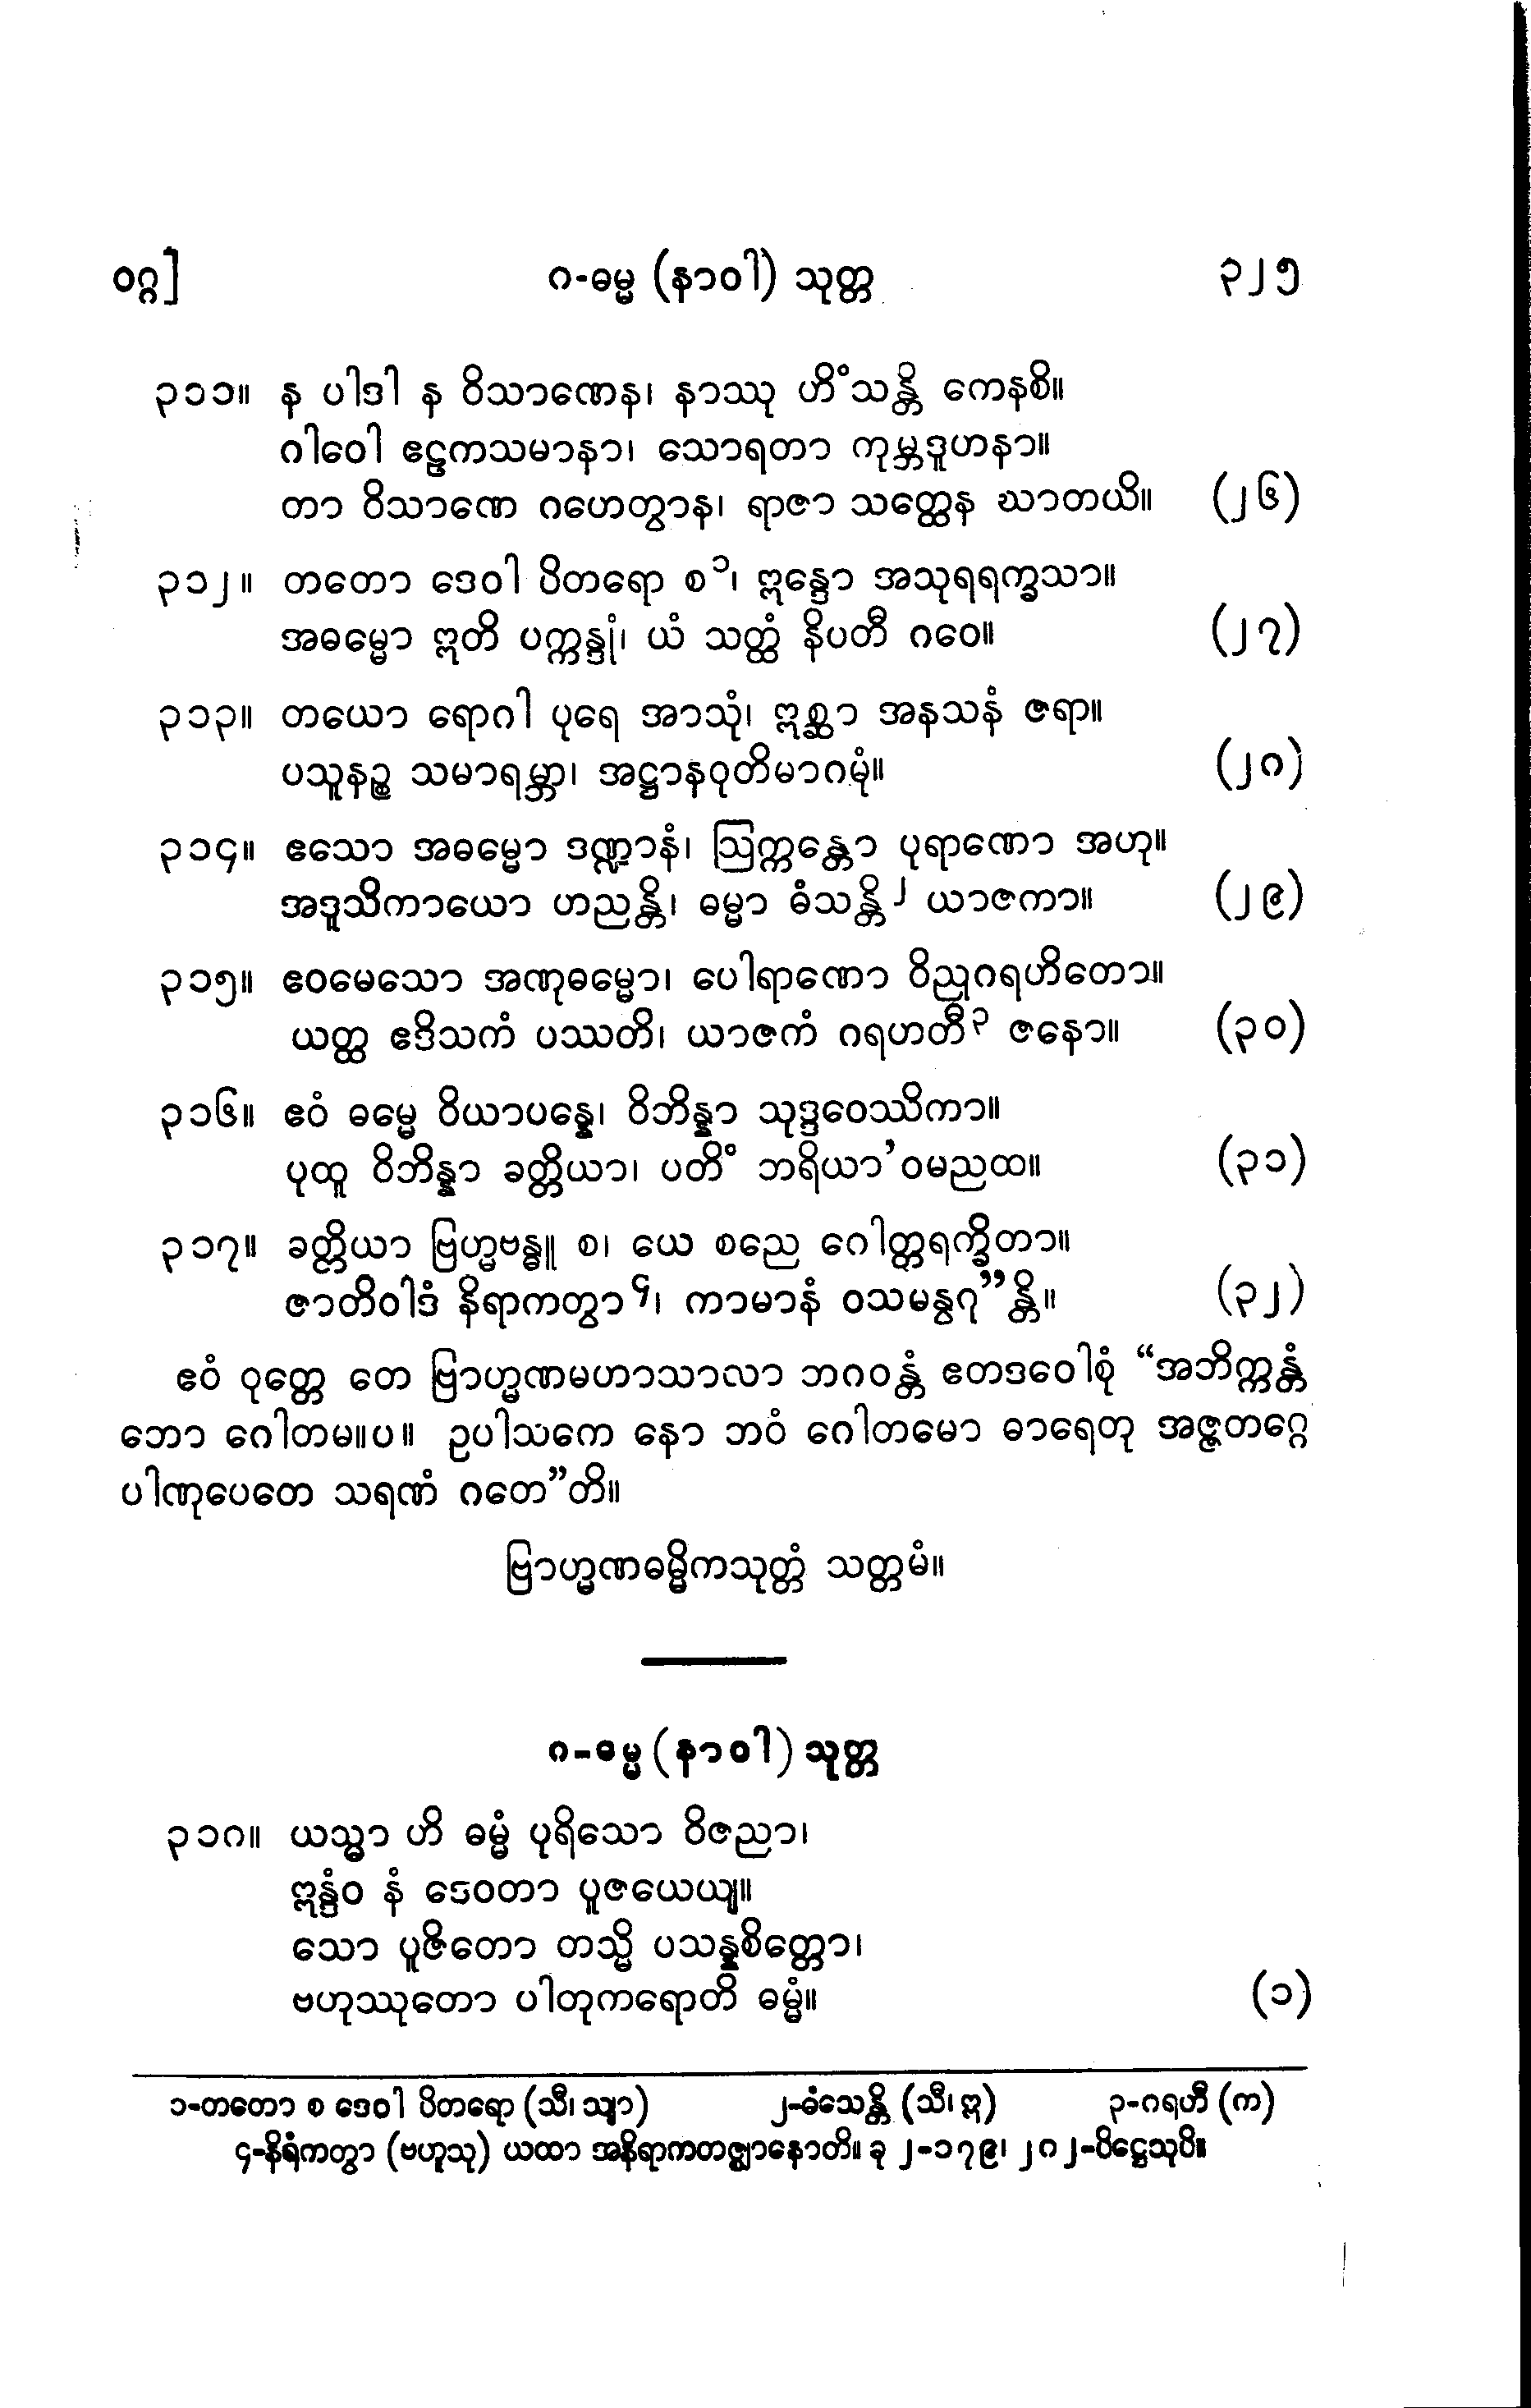 ဝဂ္ဂ] ၈-ဓမ္မ (နာဝါ) သုတ္တ ၃၂၅
၃၁၁။ န ပါဒါ န ဝိသာဏေန၊ နာဿု ဟိံသန္တိ ကေနစိ။
ဂါဝေါ ဧဠကသမာနာ၊ သောရတာ ကုမ္ဘဒူဟနာ။
တာ ဝိသာဏေ ဂဟေတွာန၊ ရာဇာ သတ္ထေန ဃာတယိ။ (၂၆)
၃၁၂။ တတော ဒေဝါ ပိတရော စ၁၊ ဣန္ဒော အသုရရက္ခသာ။
အဓမ္မော ဣတိ ပက္ကန္ဒုံ၊ ယံ သတ္ထံ နိပတီ ဂဝေ။ (၂၇)
၃၁၃။ တယော ရောဂါ ပုရေ အာသုံ၊ ဣစ္ဆာ အနသနံ ဇရာ။
ပသူနဉ္စ သမာရမ္ဘာ၊ အဋ္ဌာနဝုတိမာဂမုံ။ (၂၈)
၃၁၄။ ဧသော အဓမ္မော ဒဏ္ဍာနံ၊ ဩက္ကန္တော ပုရာဏော အဟု။
အဒူသိကာယော ဟညန္တိ၊ ဓမ္မာ ဓံသန္တိ၂ ယာဇကာ။ (၂၉)
၃၁၅။ ဧဝမေသော အဏုဓမ္မော၊ ပေါရာဏော ဝိညုဂရဟိတော။
ယတ္ထ ဧဒိသကံ ပဿတိ၊ ယာဇကံ ဂရဟတီ၃ ဇနော။ (၃၀)
၃၁၆။ ဧဝံ ဓမ္မေ ဝိယာပန္နေ၊ ဝိဘိန္နာ သုဒ္ဒဝေဿိကာ။
ပုထူ ဝိဘိန္နာ ခတ္တိယာ၊ ပတိံ ဘရိယာ’ဝမညထ။ (၃၁)
၃၁၇။ ခတ္တိယာ ဗြဟ္မဗန္ဓူ စ၊ ယေ စညေ ဂေါတ္တရက္ခိတာ။
ဇာတိဝါဒံ နိရာကတွာ၄၊ ကာမာနံ ဝသမန္വဂု”န္တိ။ (၃၂)
ဧဝံ ဝုတ္တေ တေ ဗြာဟ္မဏမဟာသာလာ ဘဂဝန္တံ ဧတဒဝေါစုံ “အဘိက္ကန္တံ
ဘော ဂေါတမ။ပ။ ဥပါသကေ နော ဘဝံ ဂေါတမော ဓာရေတု အဇ္ဇတဂ္ဂေ
ပါဏုပေတေ သရဏံ ဂတေ”တိ။
ဗြာဟ္မဏဓမ္မိကသုတ္တံ သတ္တမံ။
၈-ဓမ္မ (နာဝါ) သုတ္တ
၃၁၈။ ယသ္မာ ဟိ ဓမ္မံ ပုရိသော ဝိဇညာ၊
ဣန္ဒံဝ နံ ဒေဝတာ ပူဇယေယျ။
သော ပူဇိတော တသ္မိ ပသန္နစိတ္တော၊
ဗဟုဿုတော ပါတုကရောတိ ဓမ္မံ။ (၁)
၁-တတော စ ဒေဝါ ပိတရော (သီ၊ သျာ) ၂-ဓံသေန္တိ (သီ၊ ဣ) ၃-ဂရဟီ (က)
၄-နိရံကတွာ (ဗဟူသု) ယထာ အနိရာကတဇ္ဈာနောတိ။ ခု ၂-၁၇၉၊ ၂၈၂-ပိဋ္ဌေသုပိ။